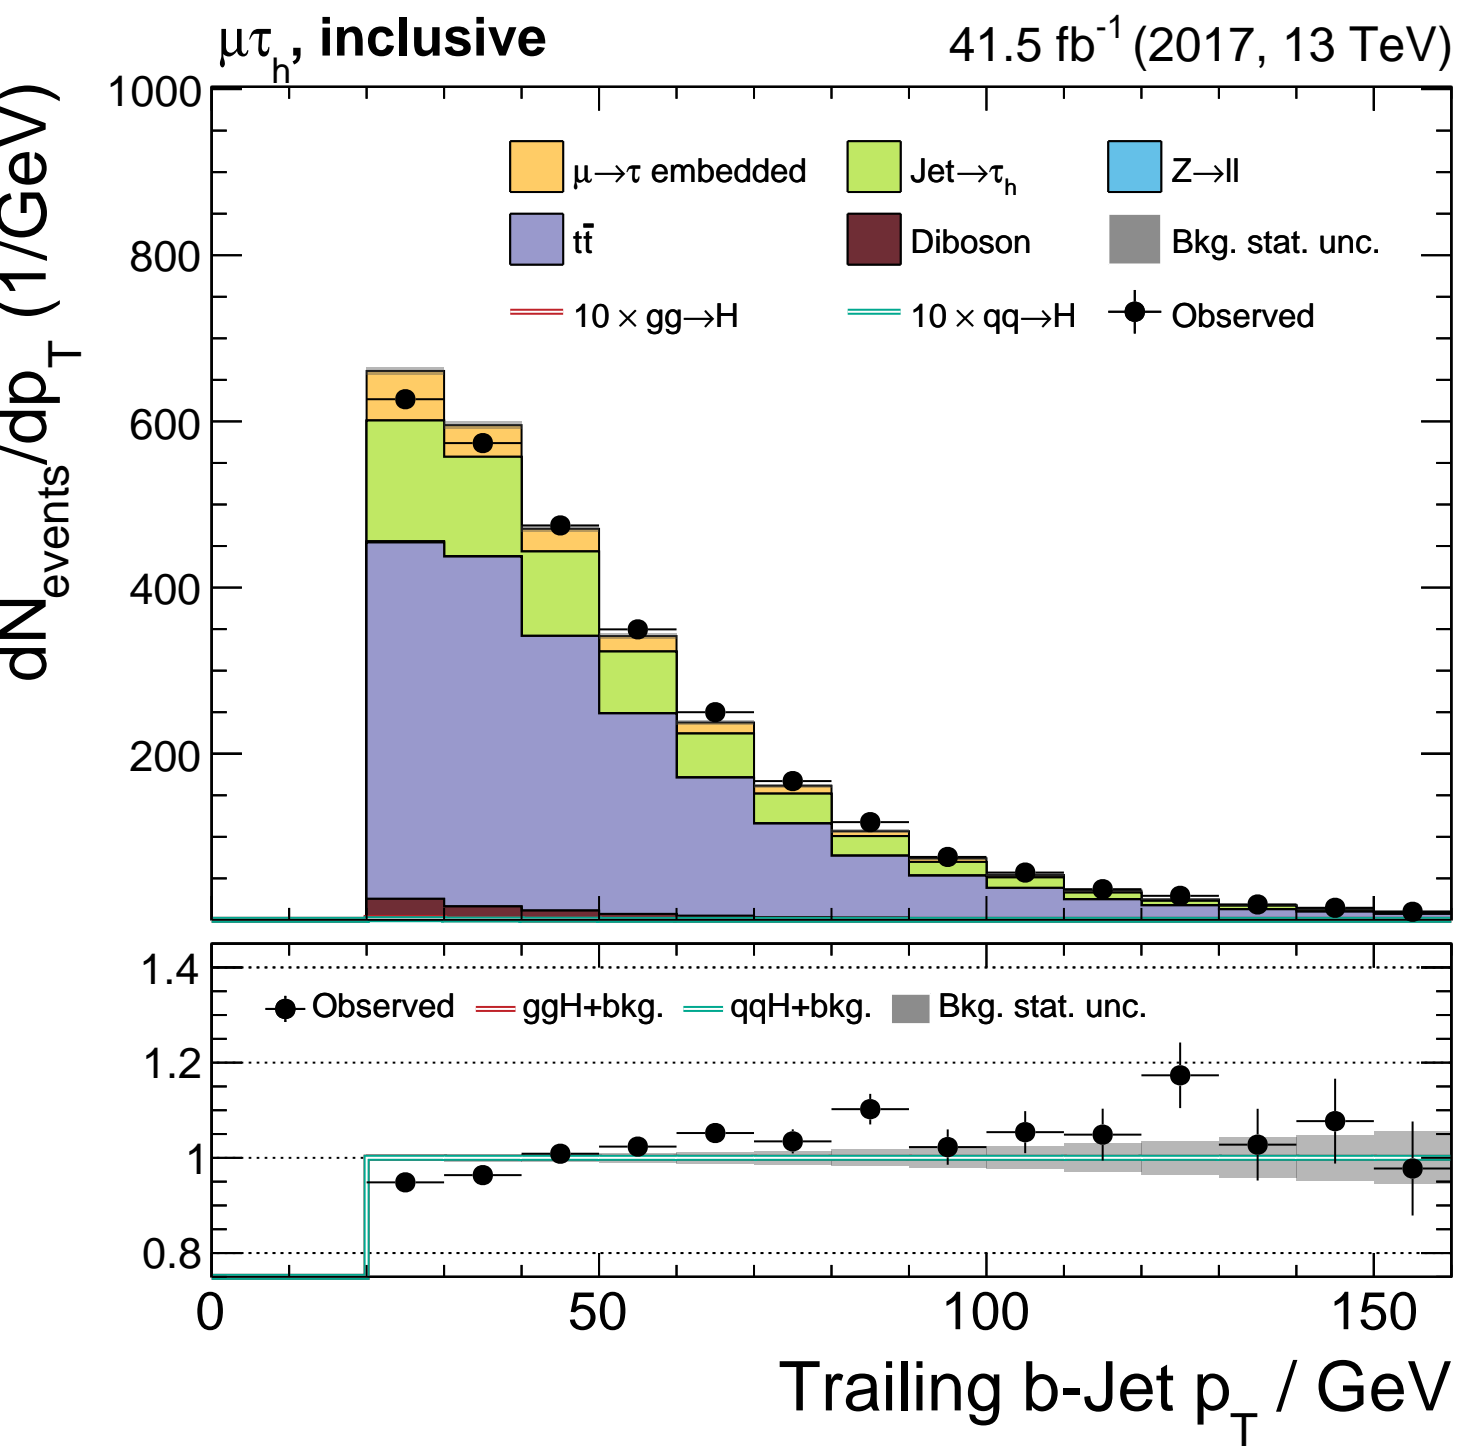 μτh, inclusive
41.5 fb-1 (2017, 13 TeV)
dNevents/dpT (1/GeV)
1000
800
600
400
200
μ→τ embedded
Jet→τh
Z→ll
tt̄
Diboson
Bkg. stat. unc.
10 × gg→H
10 × qq→H
Observed
1.4
1.2
1
0.8
Observed
ggH+bkg.
qqH+bkg.
Bkg. stat. unc.
0
50
100
150
Trailing b-Jet pT / GeV